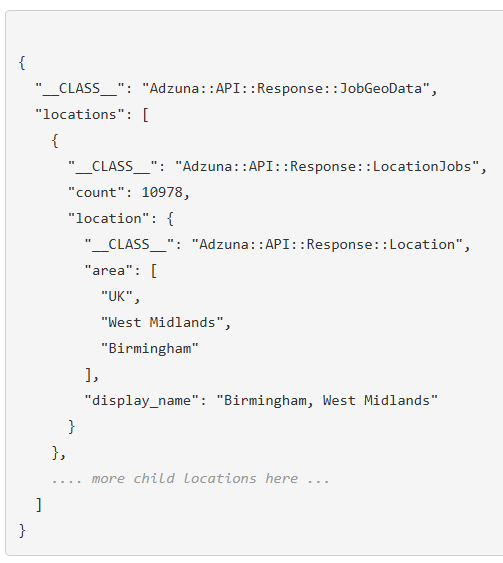 {
  "__CLASS__": "Adzuna::API::Response::JobGeoData",
  "locations": [
    {
      "__CLASS__": "Adzuna::API::Response::LocationJobs",
      "count": 10978,
      "location": {
        "__CLASS__": "Adzuna::API::Response::Location",
        "area": [
          "UK",
          "West Midlands",
          "Birmingham"
        ],
        "display_name": "Birmingham, West Midlands"
      }
    },
    .... more child locations here ...
  ]
}